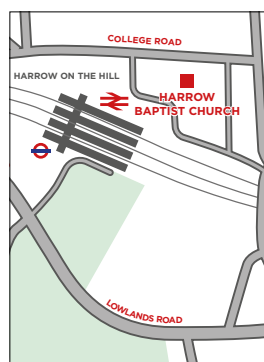 COLLEGE ROAD
HARROW ON THE HILL
HARROW
BAPTIST CHURCH
LOWLANDS ROAD